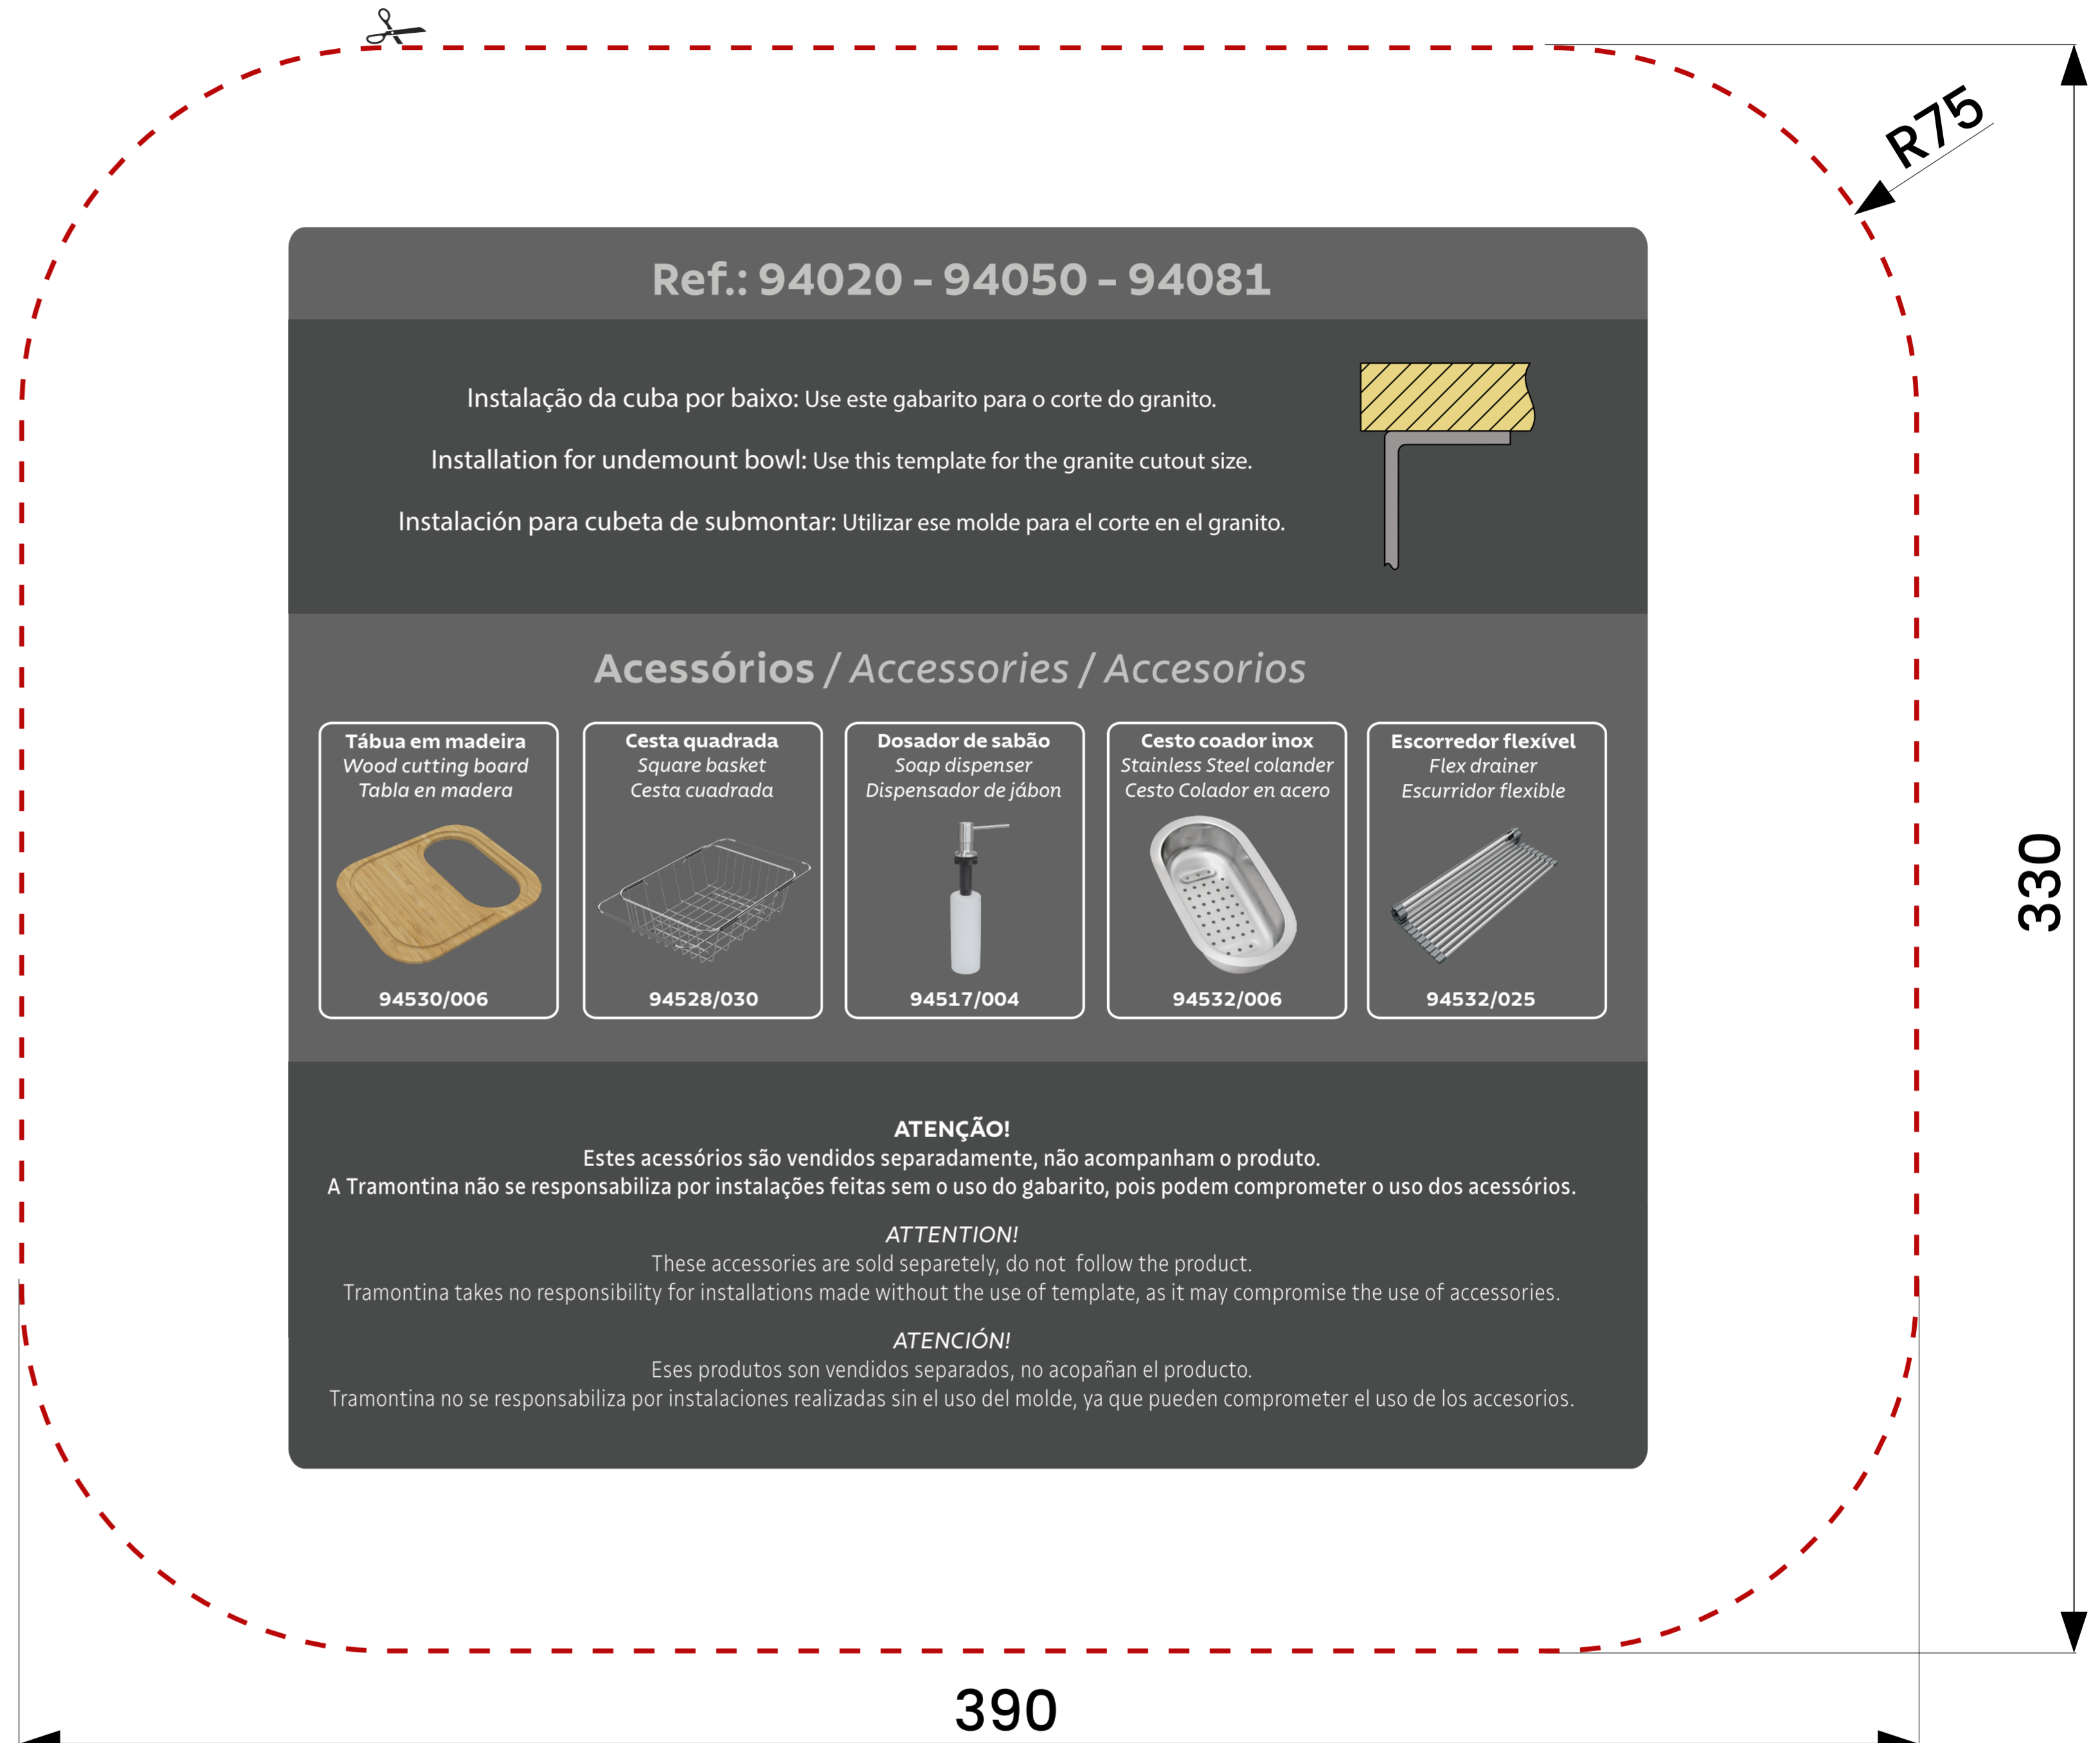 R75
Ref.: 94020 - 94050 - 94081
Instalação da cuba por baixo: Use este gabarito para o corte do granito.
Installation for undemount bowl: Use this template for the granite cutout size.
Instalación para cubeta de submontar: Utilizar ese molde para el corte en el granito.
Acessórios / Accessories / Accesorios
Tábua em madeira
Wood cutting board
Tabla en madera
94530/006
Cesta quadrada
Square basket
Cesta cuadrada
94528/030
Dosador de sabão
Soap dispenser
Dispensador de jábon
94517/004
Cesto coador inox
Stainless Steel colander
Cesto Colador en acero
94532/006
Escorredor flexível
Flex drainer
Escurridor flexible
94532/025
330
ATENÇÃO!
Estes acessórios são vendidos separadamente, não acompanham o produto.
A Tramontina não se responsabiliza por instalações feitas sem o uso do gabarito, pois podem comprometer o uso dos acessórios.
ATTENTION!
These accessories are sold separetely, do not follow the product.
Tramontina takes no responsibility for installations made without the use of template, as it may compromise the use of accessories.
ATENCIÓN!
Eses produtos son vendidos separados, no acopañan el producto.
Tramontina no se responsabiliza por instalaciones realizadas sin el uso del molde, ya que pueden comprometer el uso de los accesorios.
390